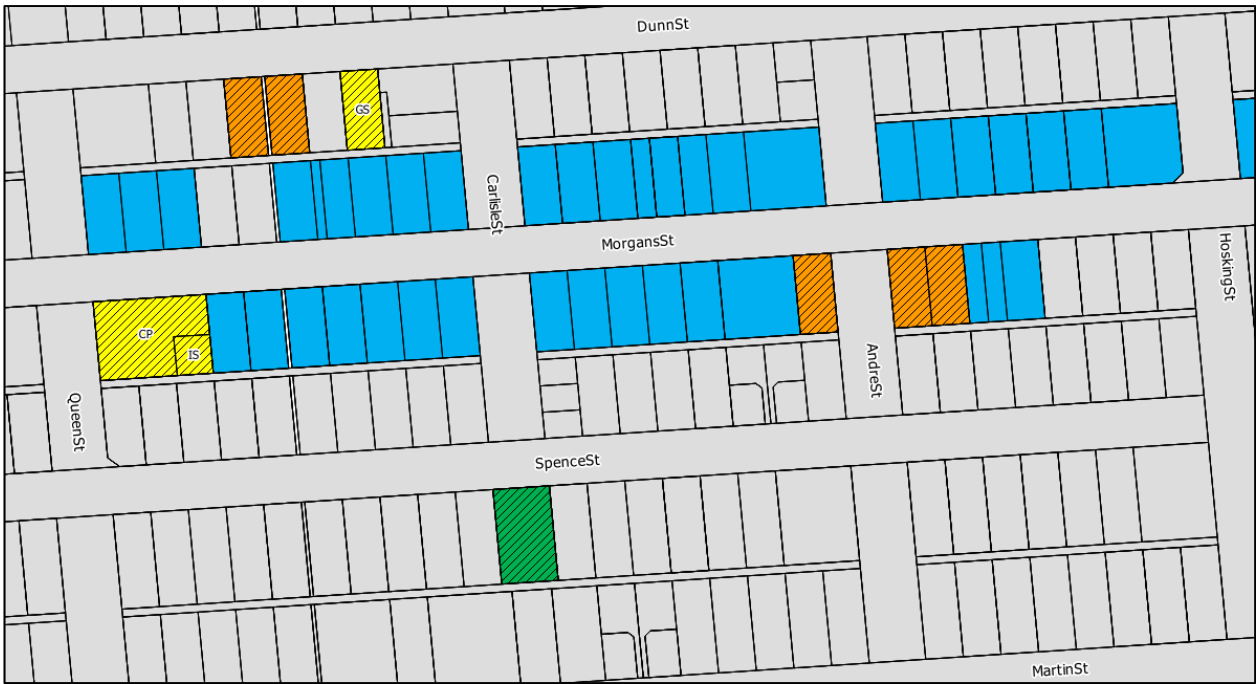 DunnSt
GS
CarlisleSt
MorgansSt
HoskingSt
CP
IS
AndreSt
QueenSt
SpenceSt
MartinSt